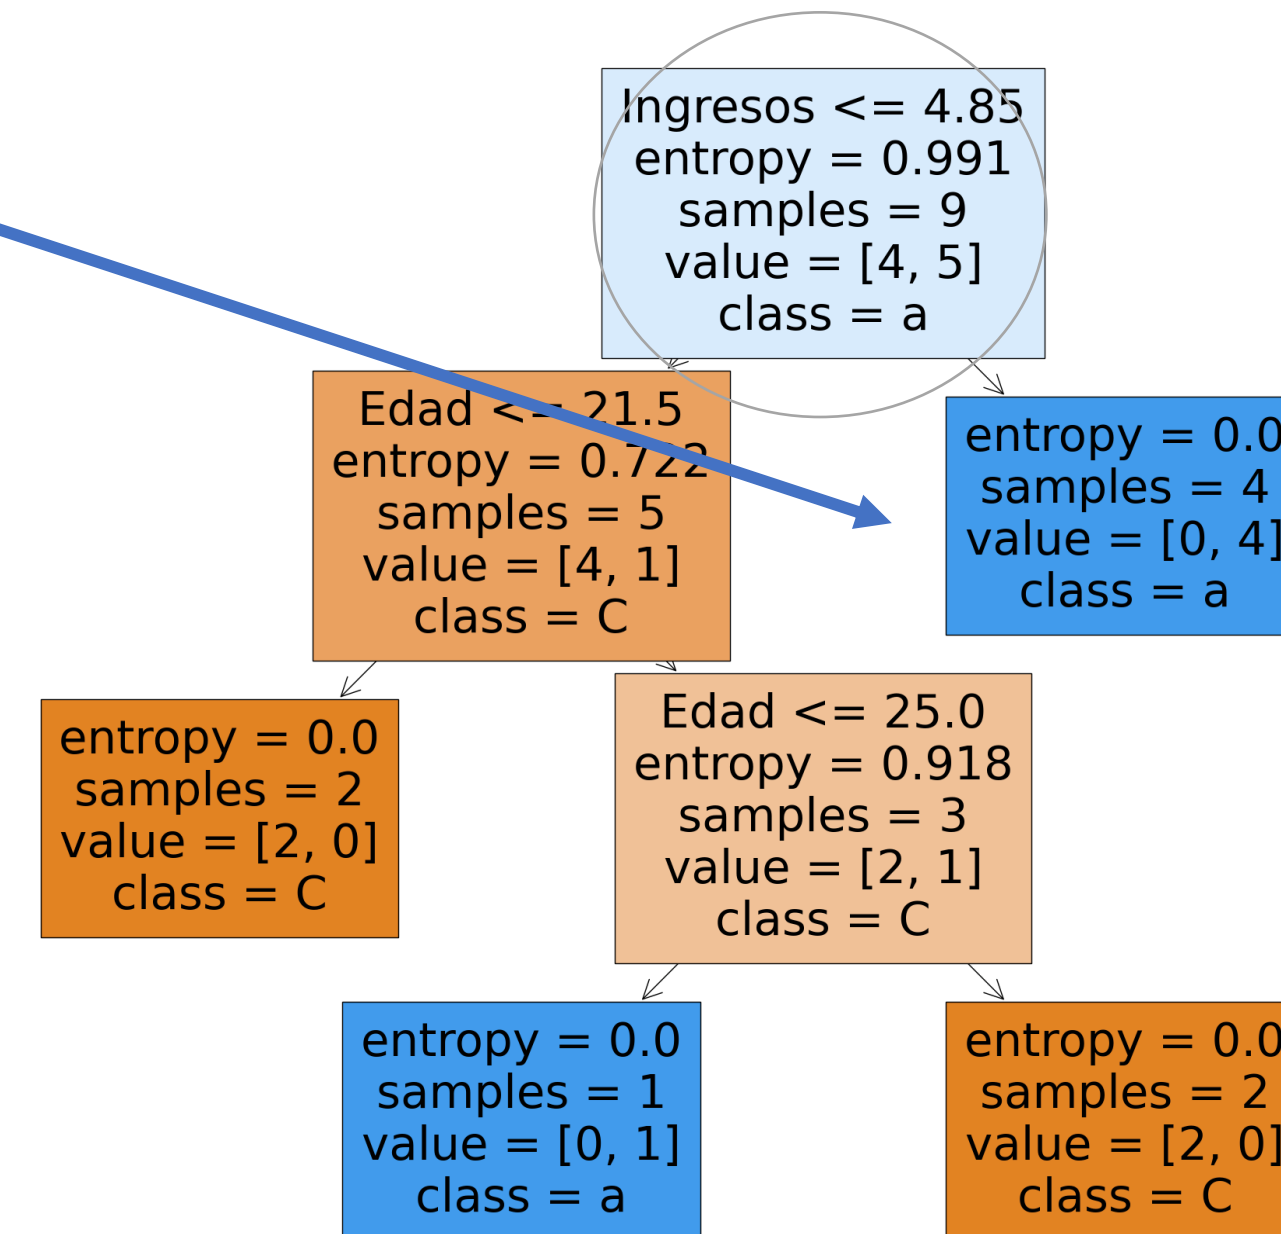 Ingresos <= 4.85
entropy = 0.991
samples = 9
value = [4, 5]
class = a
Edad <= 21.5
entropy = 0.722
samples = 5
value = [4, 1]
class = C
entropy = 0.0
samples = 4
value = [0, 4]
class = a
entropy = 0.0
samples = 2
value = [2, 0]
class = C
Edad <= 25.0
entropy = 0.918
samples = 3
value = [2, 1]
class = C
entropy = 0.0
samples = 1
value = [0, 1]
class = a
entropy = 0.0
samples = 2
value = [2, 0]
class = C